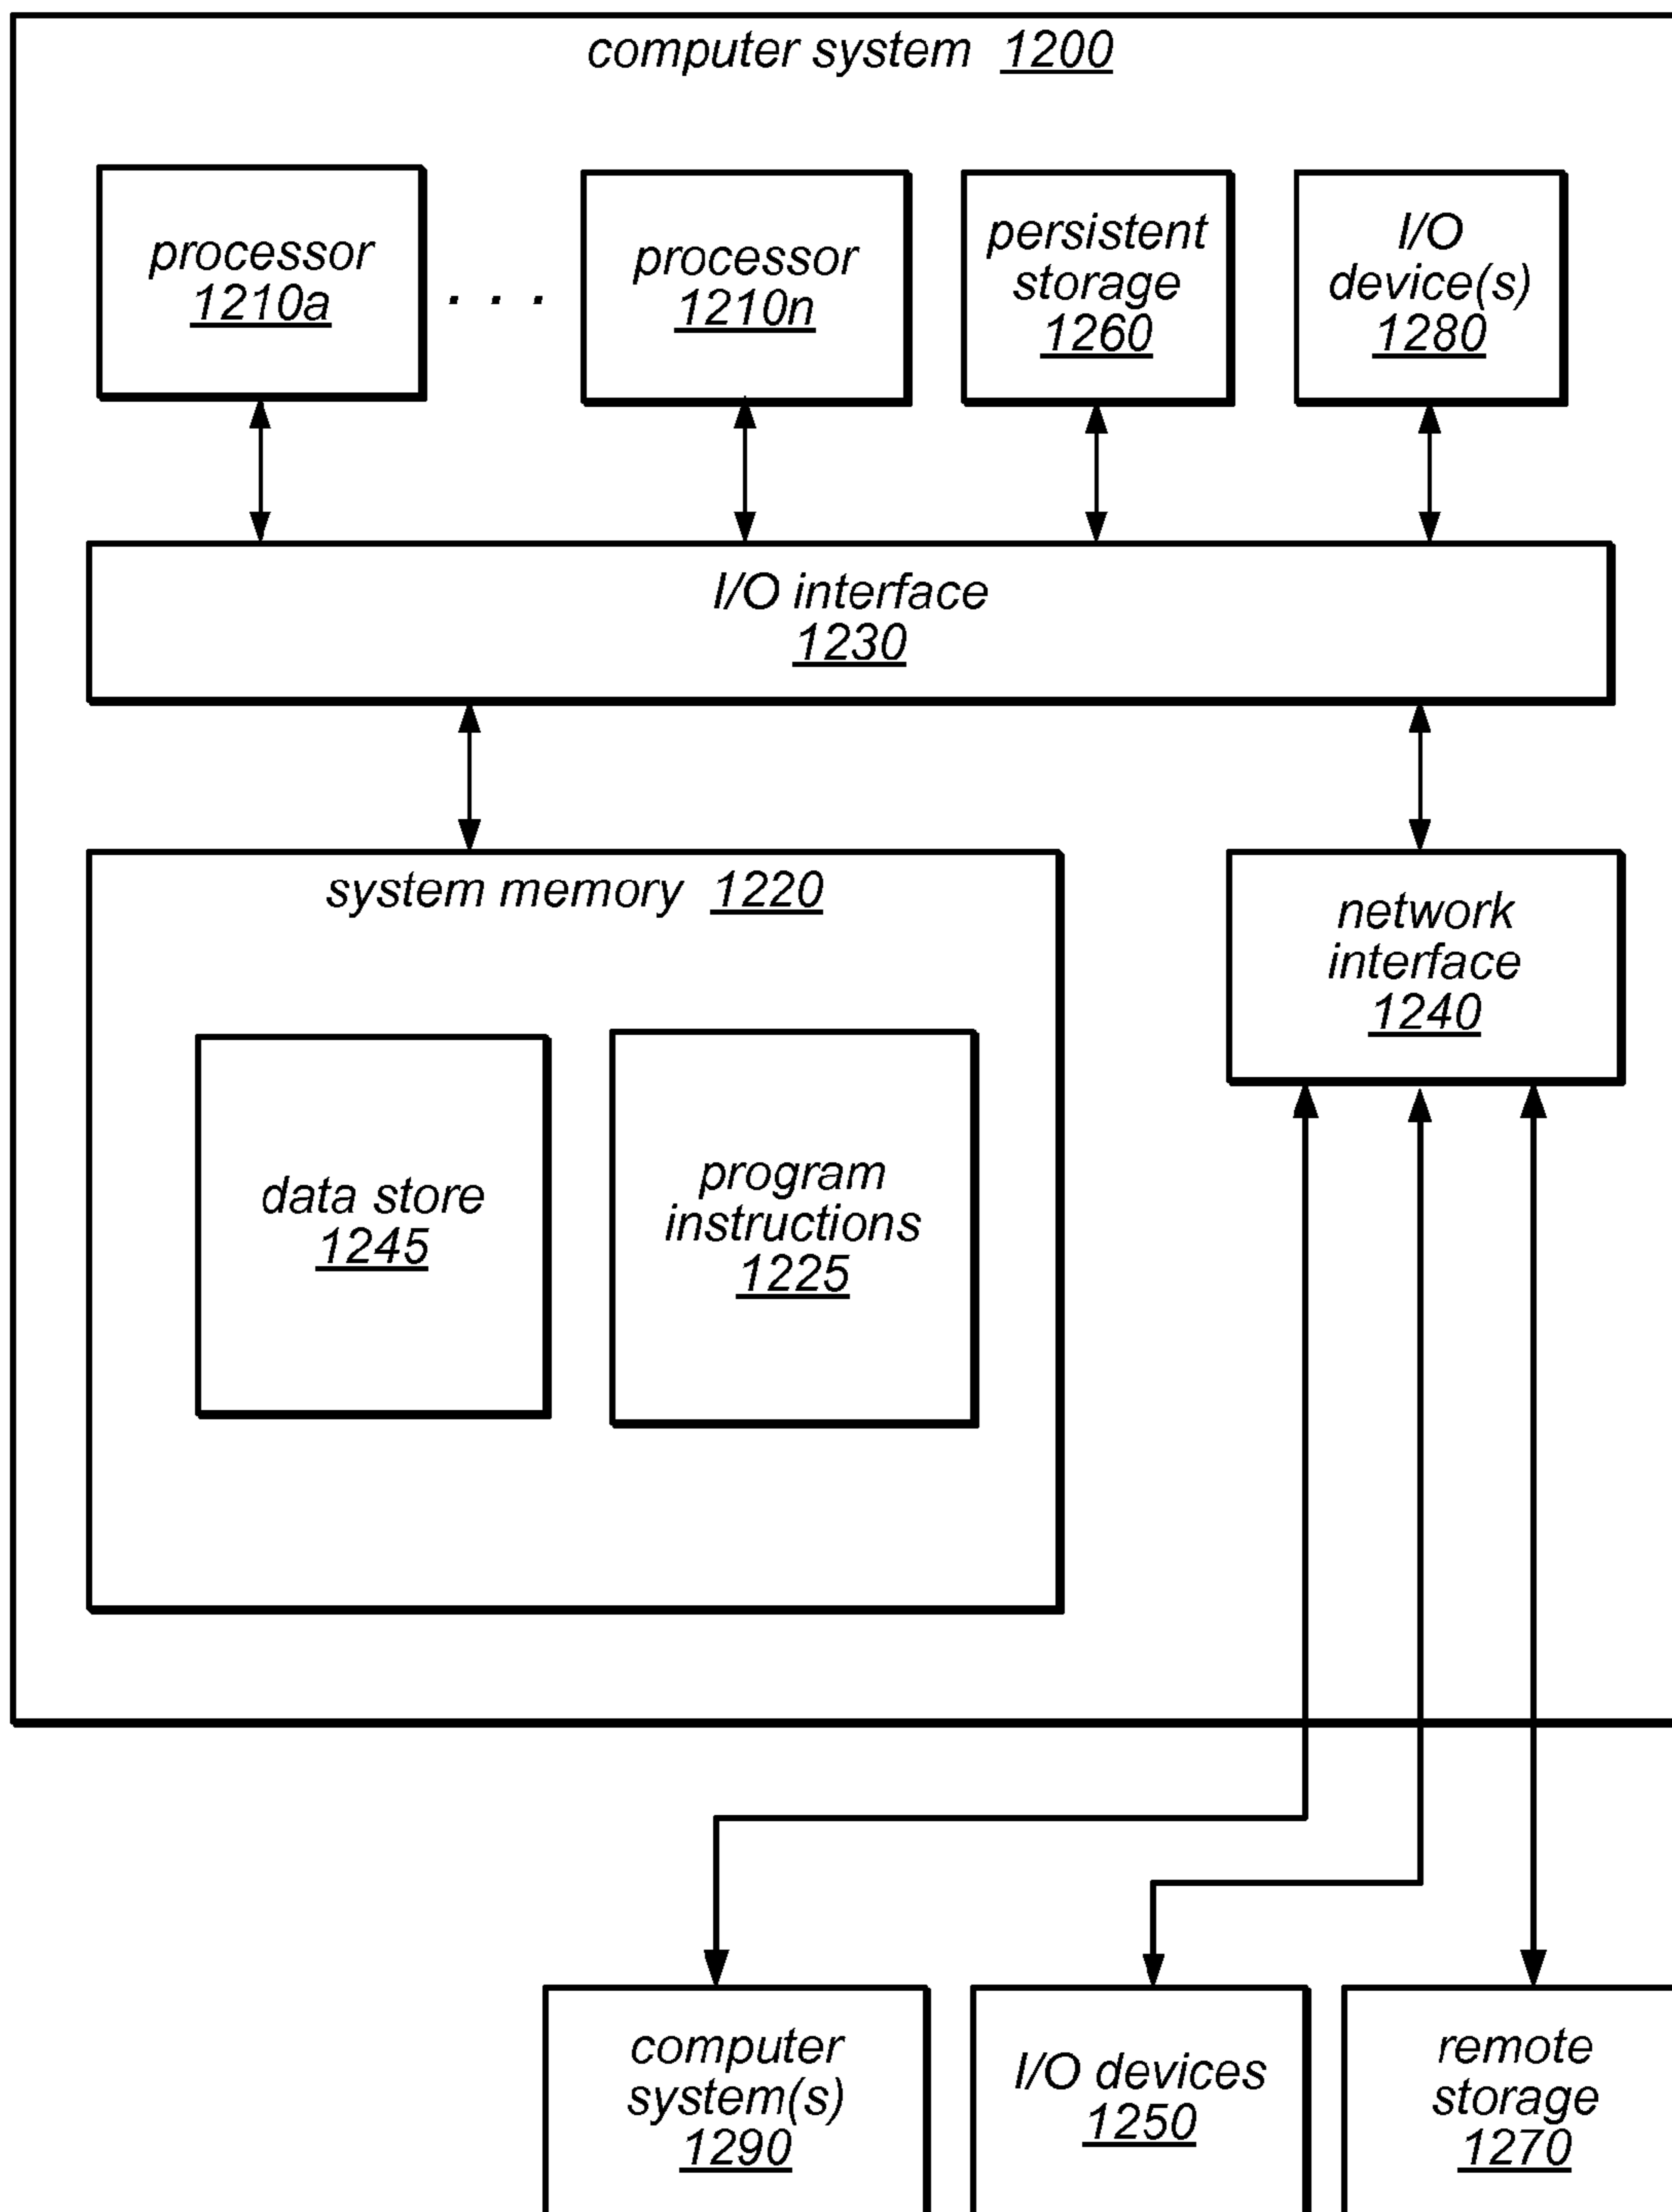 computer system 1200
processor
1210a
. . .
processor
1210n
persistent
storage
1260
I/O
device(s)
1280
I/O interface
1230
system memory 1220
network
interface
1240
data store
1245
program
instructions
1225
computer
system(s)
1290
I/O devices
1250
remote
storage
1270